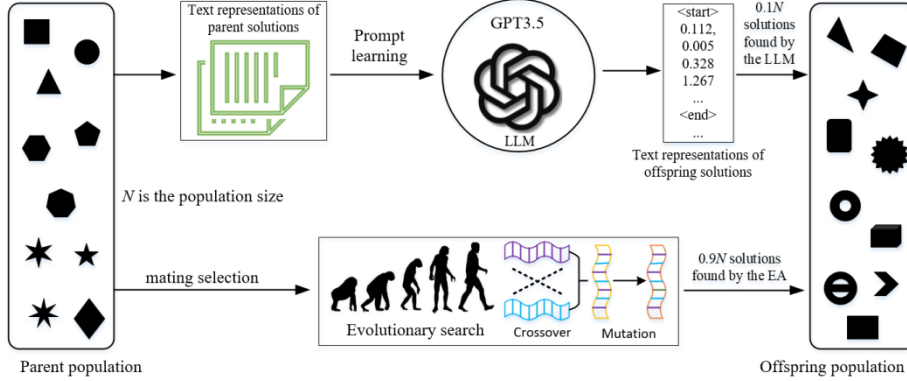 Text representations of
parent solutions
Prompt
learning
GPT3.5
LLM
<start>
0.112,
0.005
0.328
1.267
...
<end>
...
0.1N
solutions
found by
the LLM
Text representations of
offspring solutions
N is the population size
mating selection
Evolutionary search
Crossover
Mutation
0.9N solutions
found by the EA
Parent population
Offspring population